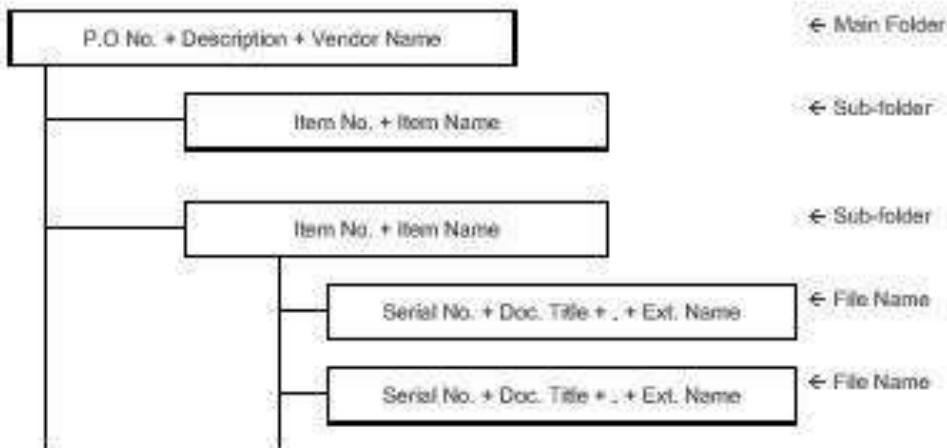 P.O No. + Description + Vendor Name ← Main Folder
Item No. + Item Name ← Sub-folder
Item No. + Item Name ← Sub-folder
Serial No. + Doc. Title + . + Ext. Name ← File Name
Serial No. + Doc. Title + . + Ext. Name ← File Name